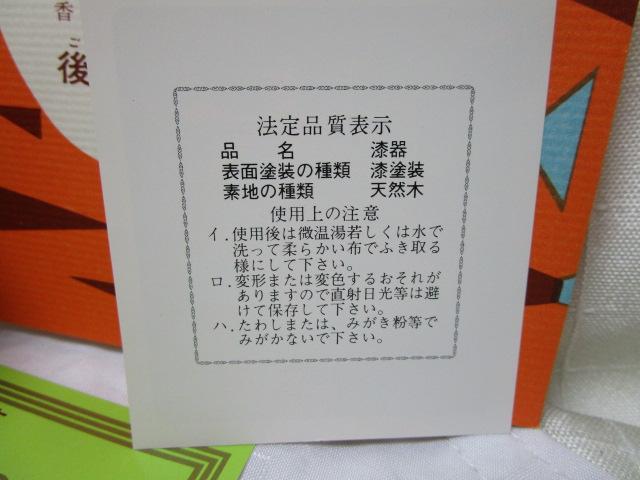 香
ご
後
法定品質表示
品　　名　　漆器
表面塗装の種類　漆塗装
素地の種類　　天然木
使用上の注意
イ.使用後は微温湯若しくは水で
洗って柔らかい布でふき取る
様にして下さい。
ロ.変形または変色するおそれが
ありますので直射日光等は避
けて保存して下さい。
ハ.たわしまたは、みがき粉等で
みがかないで下さい。